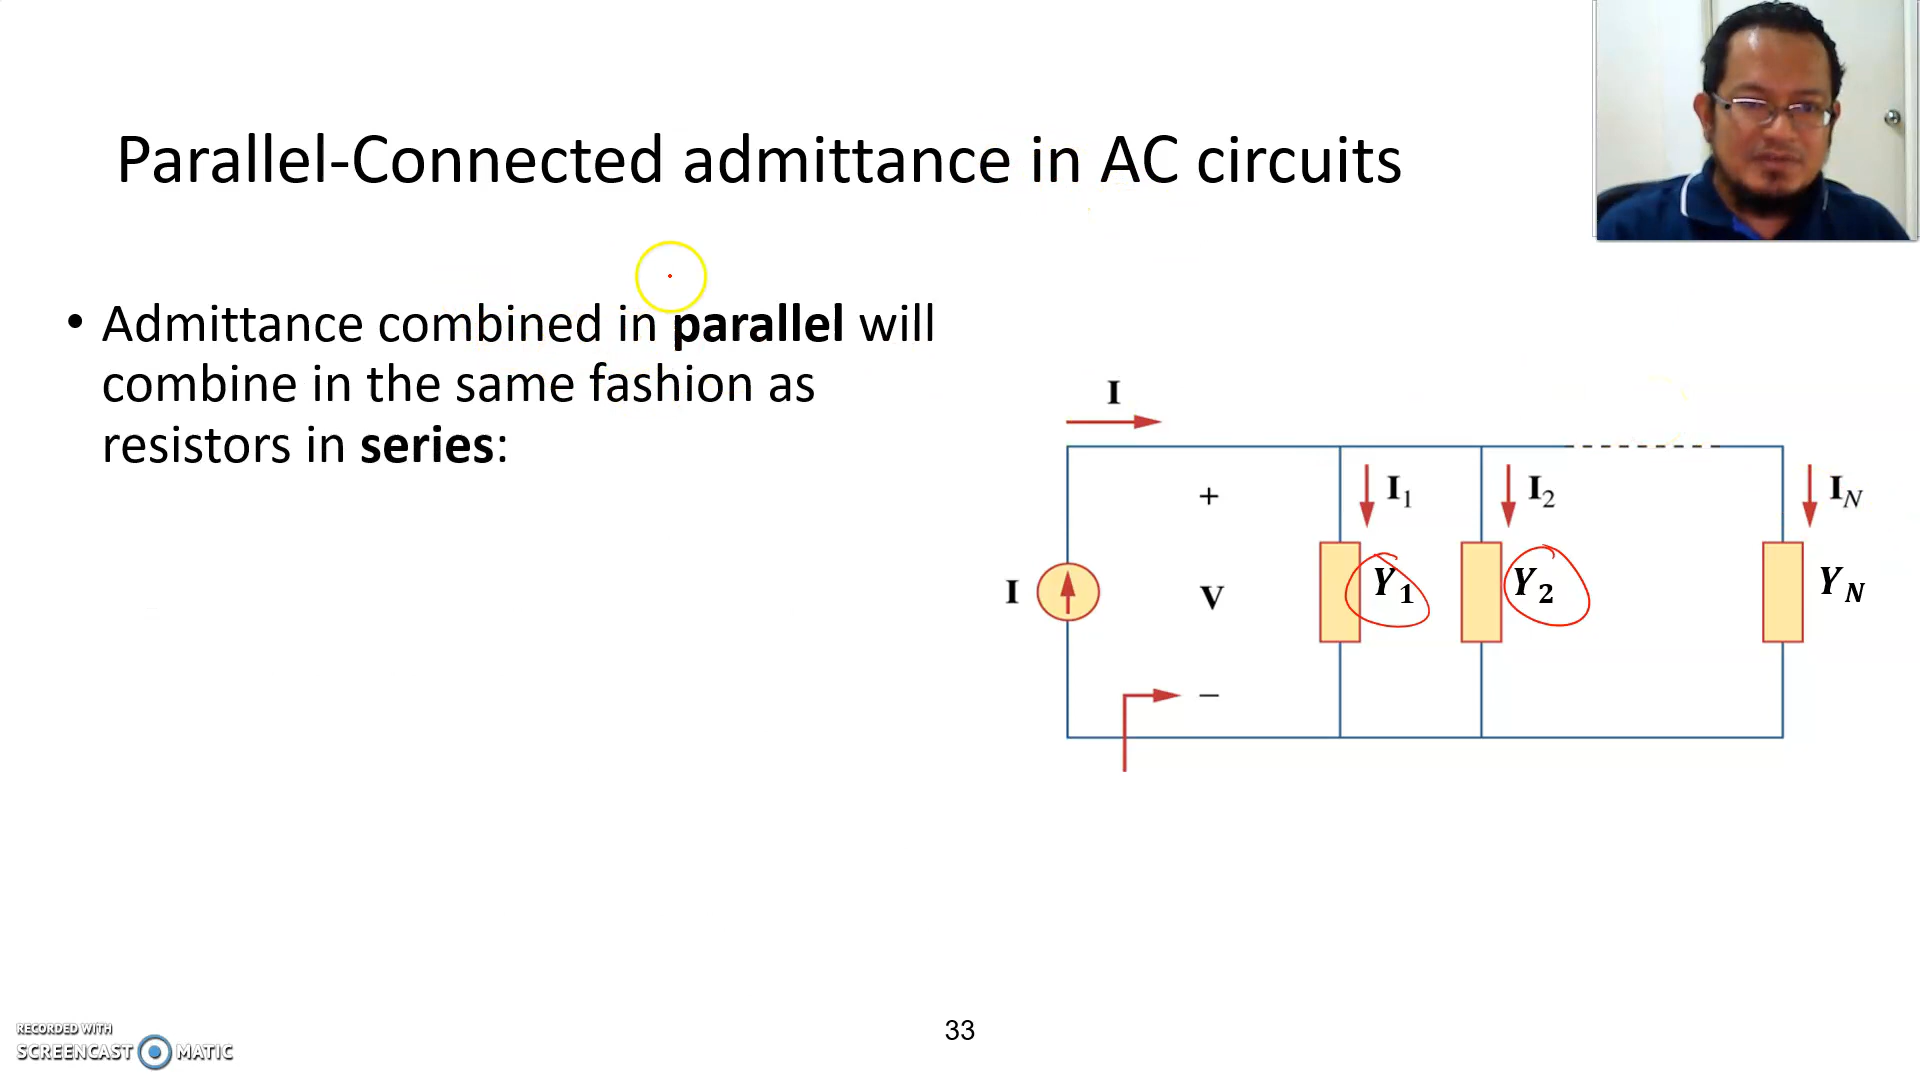 Parallel-Connected admittance in AC circuits
• Admittance combined in parallel will
combine in the same fashion as
resistors in series:
I
I₁
I₂
I_N
+
I
V
Y₁
Y₂
Y_N
–
33
RECORDED WITH
SCREENCAST MATIC